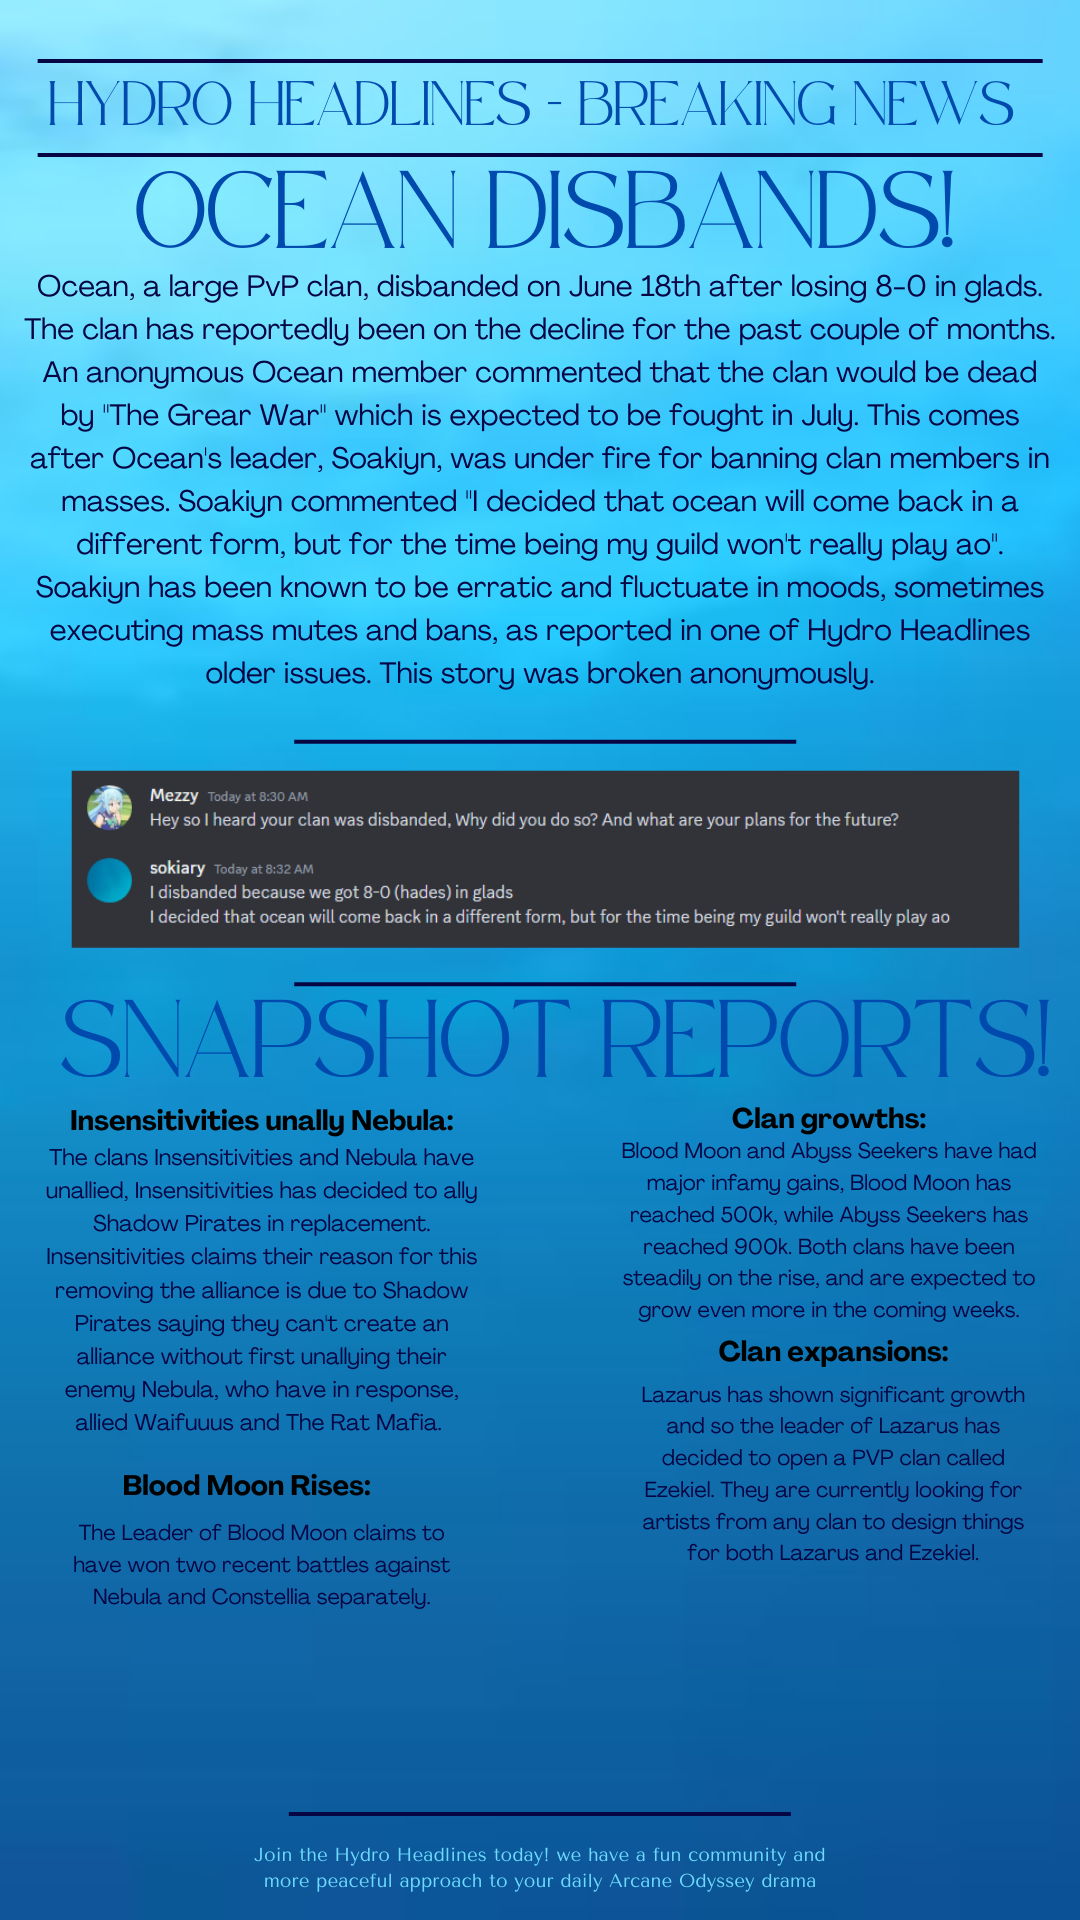 HYDRO HEADLINES - BREAKING NEWS
OCEAN DISBANDS!
Ocean, a large PvP clan, disbanded on June 18th after losing 8-0 in glads.
The clan has reportedly been on the decline for the past couple of months.
An anonymous Ocean member commented that the clan would be dead
by "The Grear War" which is expected to be fought in July. This comes
after Ocean's leader, Soakiyn, was under fire for banning clan members in
masses. Soakiyn commented "I decided that ocean will come back in a
different form, but for the time being my guild won't really play ao".
Soakiyn has been known to be erratic and fluctuate in moods, sometimes
executing mass mutes and bans, as reported in one of Hydro Headlines
older issues. This story was broken anonymously.
Mezzy Today at 8:30 AM
Hey so I heard your clan was disbanded, Why did you do so? And what are your plans for the future?
sokiary Today at 8:32 AM
I disbanded because we got 8-0 (hades) in glads
I decided that ocean will come back in a different form, but for the time being my guild won't really play ao
SNAPSHOT REPORTS!
Insensitivities unally Nebula:
The clans Insensitivities and Nebula have
unallied, Insensitivities has decided to ally
Shadow Pirates in replacement.
Insensitivities claims their reason for this
removing the alliance is due to Shadow
Pirates saying they can't create an
alliance without first unallying their
enemy Nebula, who have in response,
allied Waifuuus and The Rat Mafia.
Blood Moon Rises:
The Leader of Blood Moon claims to
have won two recent battles against
Nebula and Constellia separately.
Clan growths:
Blood Moon and Abyss Seekers have had
major infamy gains, Blood Moon has
reached 500k, while Abyss Seekers has
reached 900k. Both clans have been
steadily on the rise, and are expected to
grow even more in the coming weeks.
Clan expansions:
Lazarus has shown significant growth
and so the leader of Lazarus has
decided to open a PVP clan called
Ezekiel. They are currently looking for
artists from any clan to design things
for both Lazarus and Ezekiel.
Join the Hydro Headlines today! we have a fun community and
more peaceful approach to your daily Arcane Odyssey drama